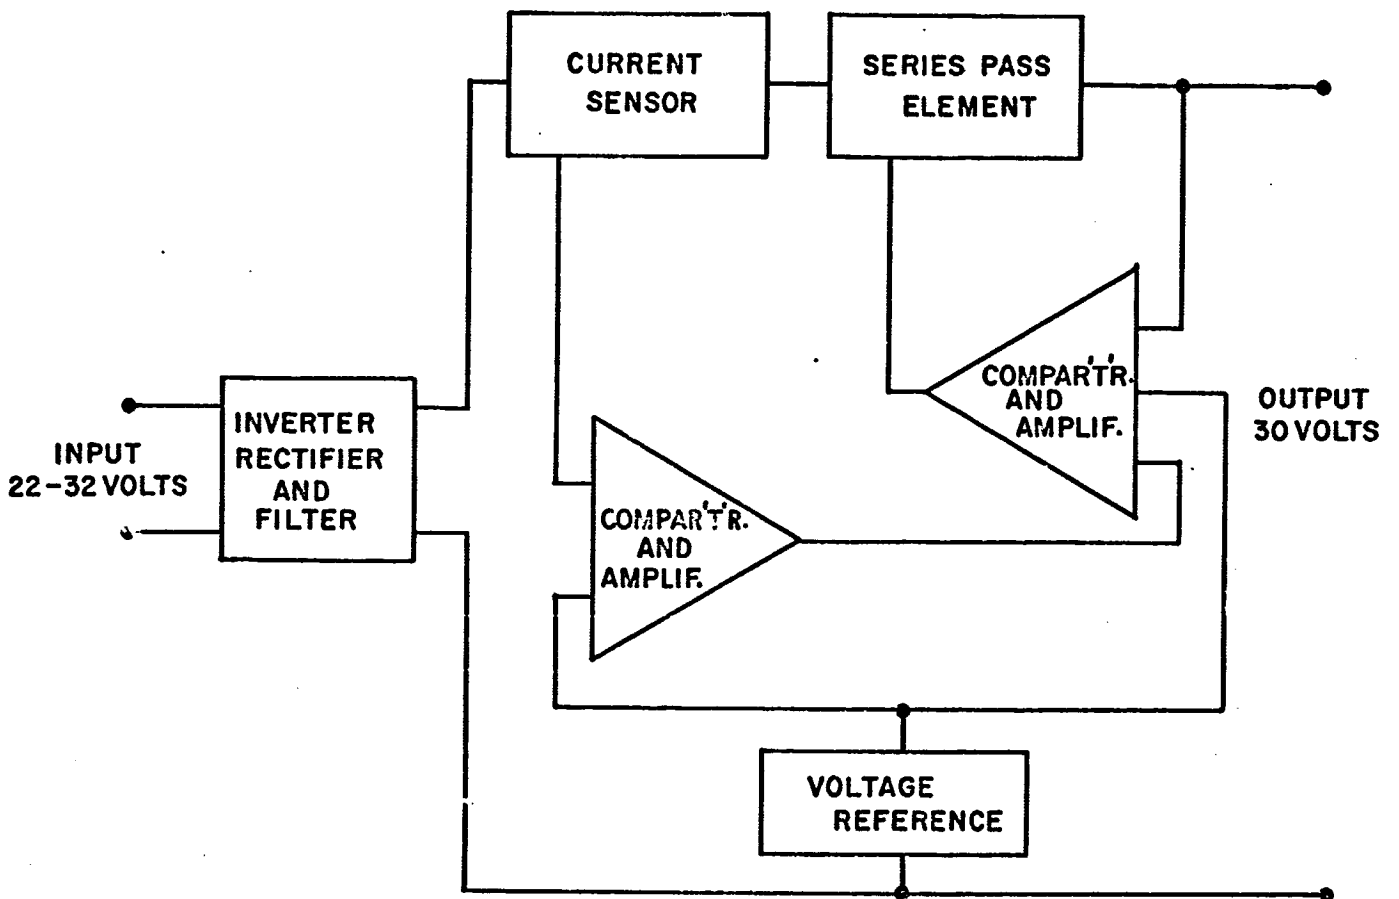 CURRENT
SENSOR
SERIES PASS
ELEMENT
INPUT
22-32 VOLTS
INVERTER
RECTIFIER
AND
FILTER
COMPAR'T'R.
AND
AMPLIF.
COMPAR'T'R.
AND
AMPLIF.
OUTPUT
30 VOLTS
VOLTAGE
REFERENCE